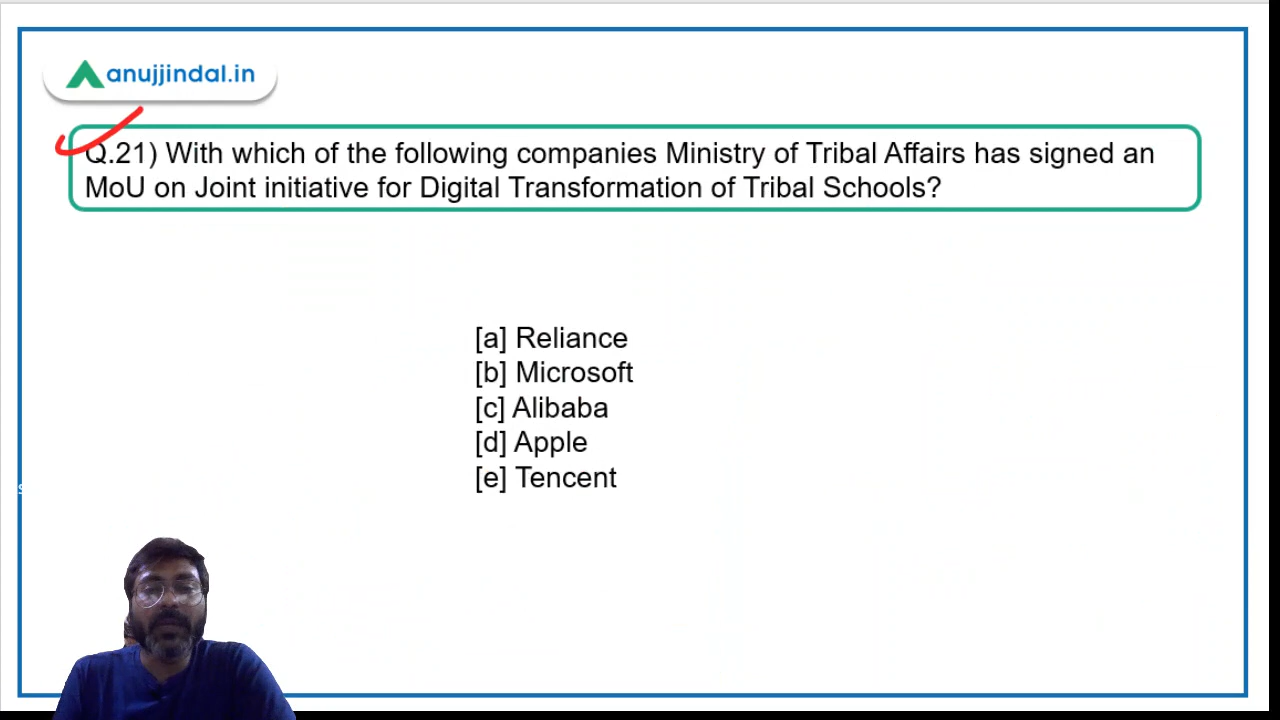 anujjindal.in
Q.21) With which of the following companies Ministry of Tribal Affairs has signed an
MoU on Joint initiative for Digital Transformation of Tribal Schools?
[a] Reliance
[b] Microsoft
[c] Alibaba
[d] Apple
[e] Tencent